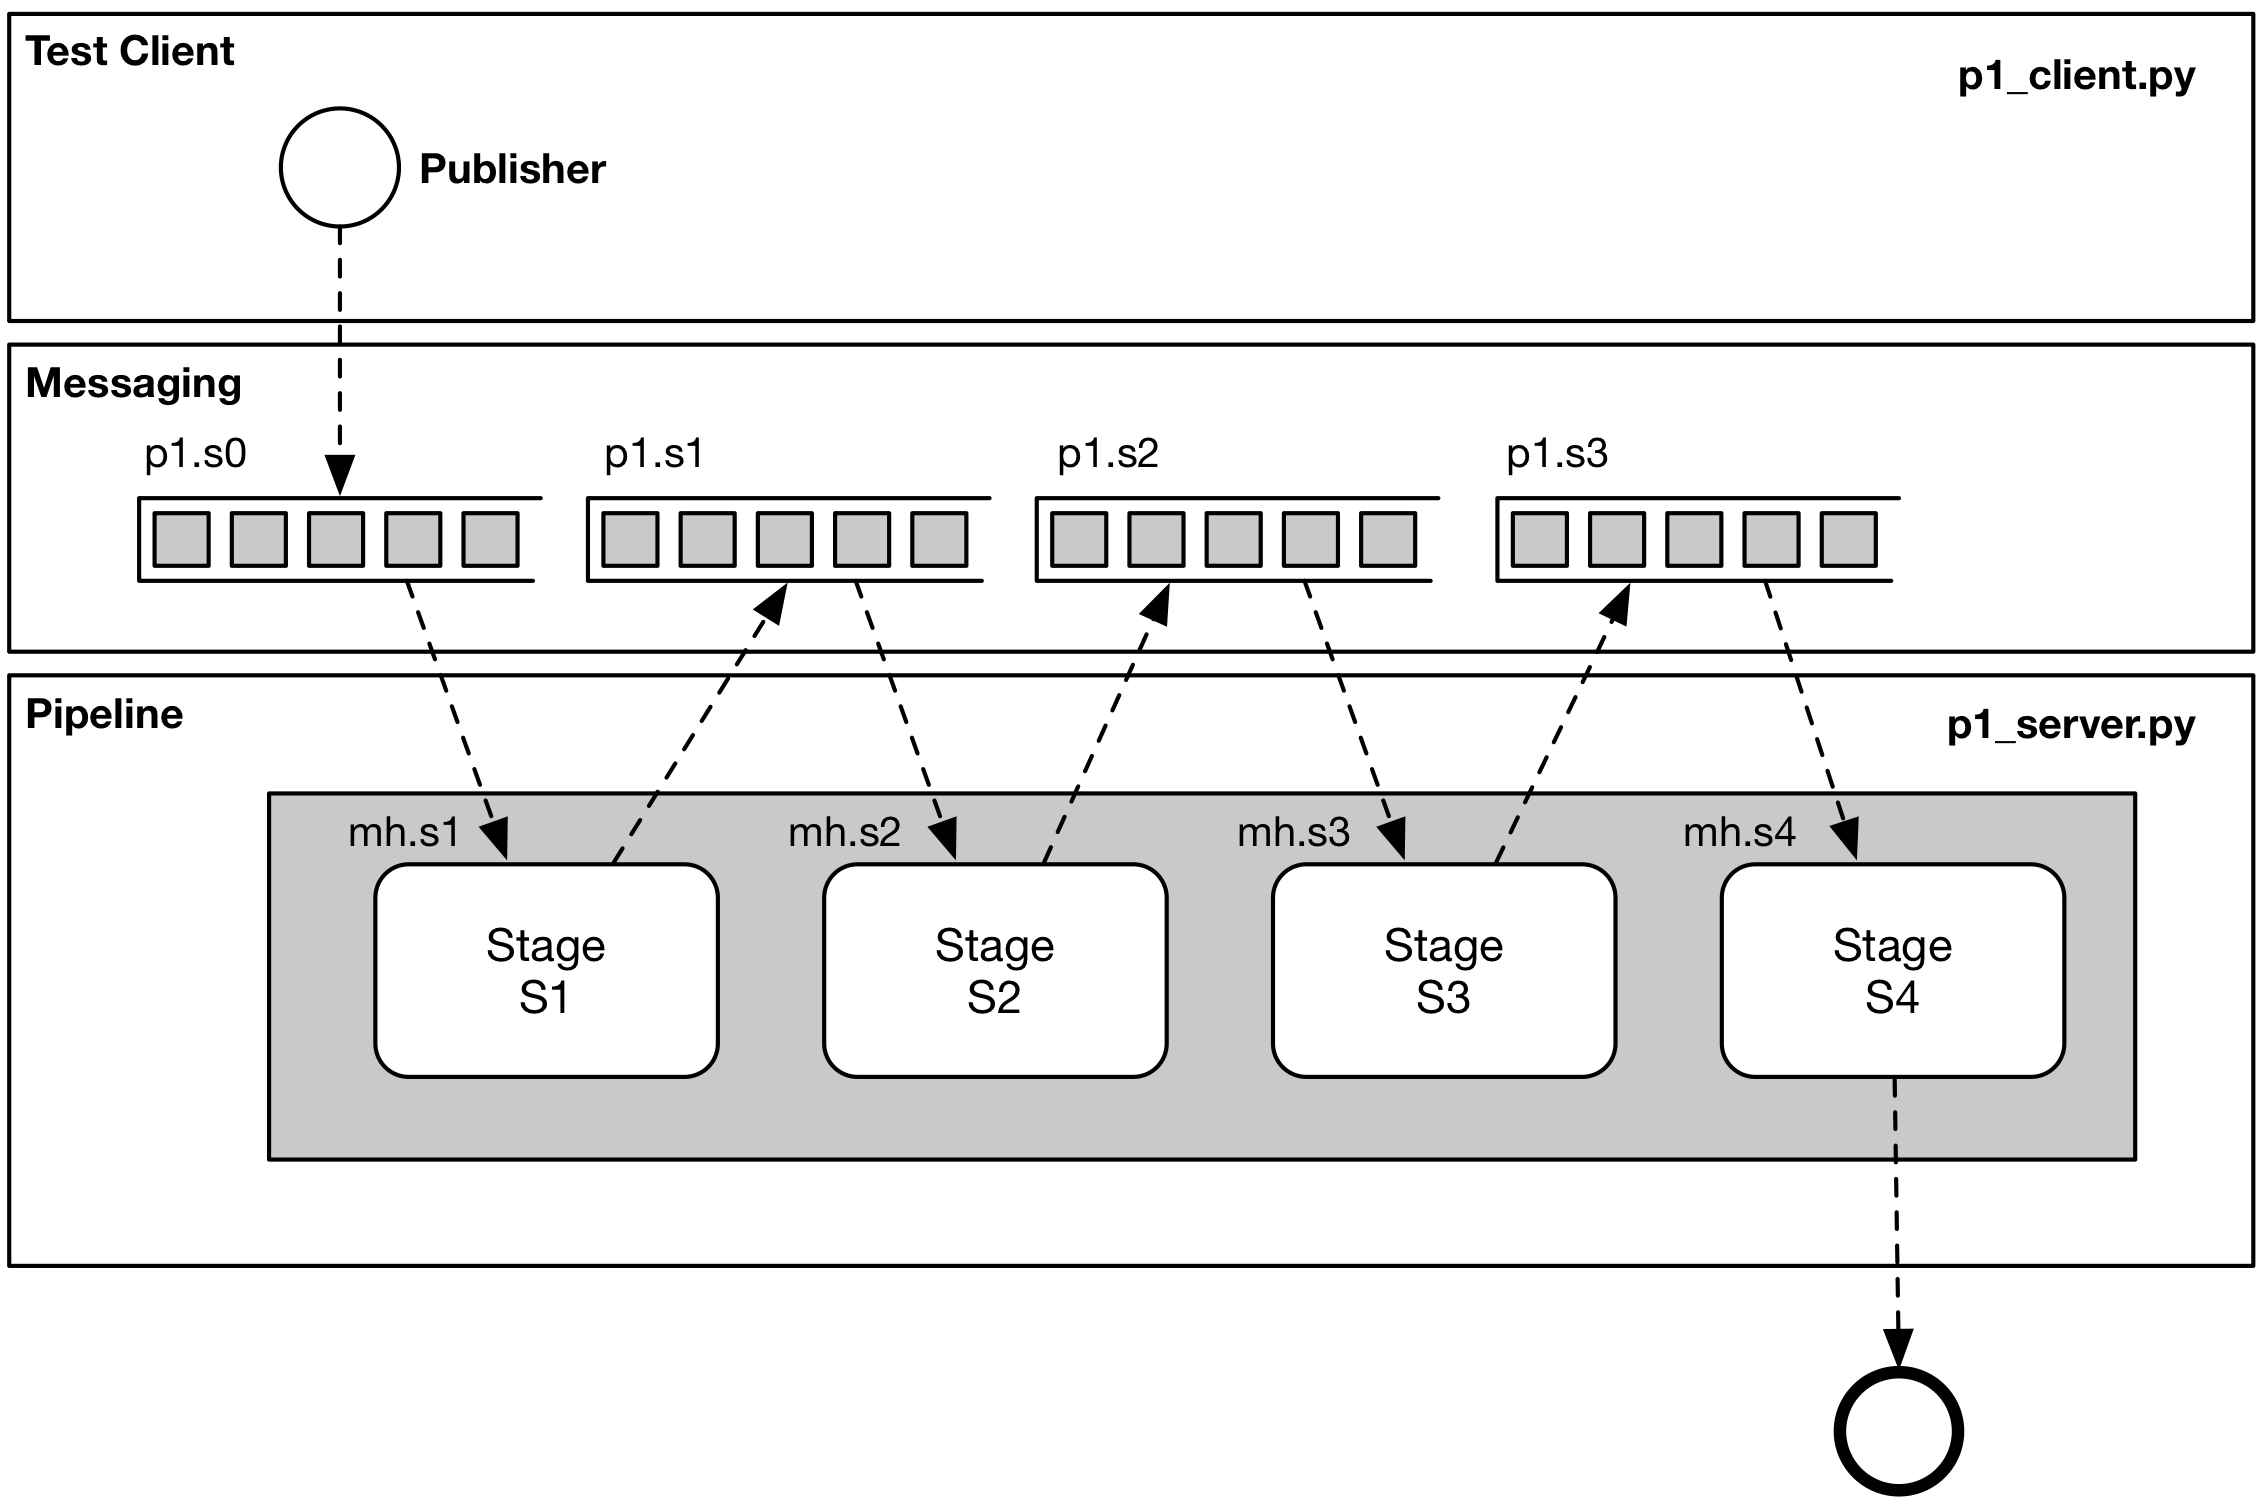 Test Client
p1_client.py
Publisher
Messaging
p1.s0
p1.s1
p1.s2
p1.s3
Pipeline
p1_server.py
mh.s1
mh.s2
mh.s3
mh.s4
Stage
S1
Stage
S2
Stage
S3
Stage
S4